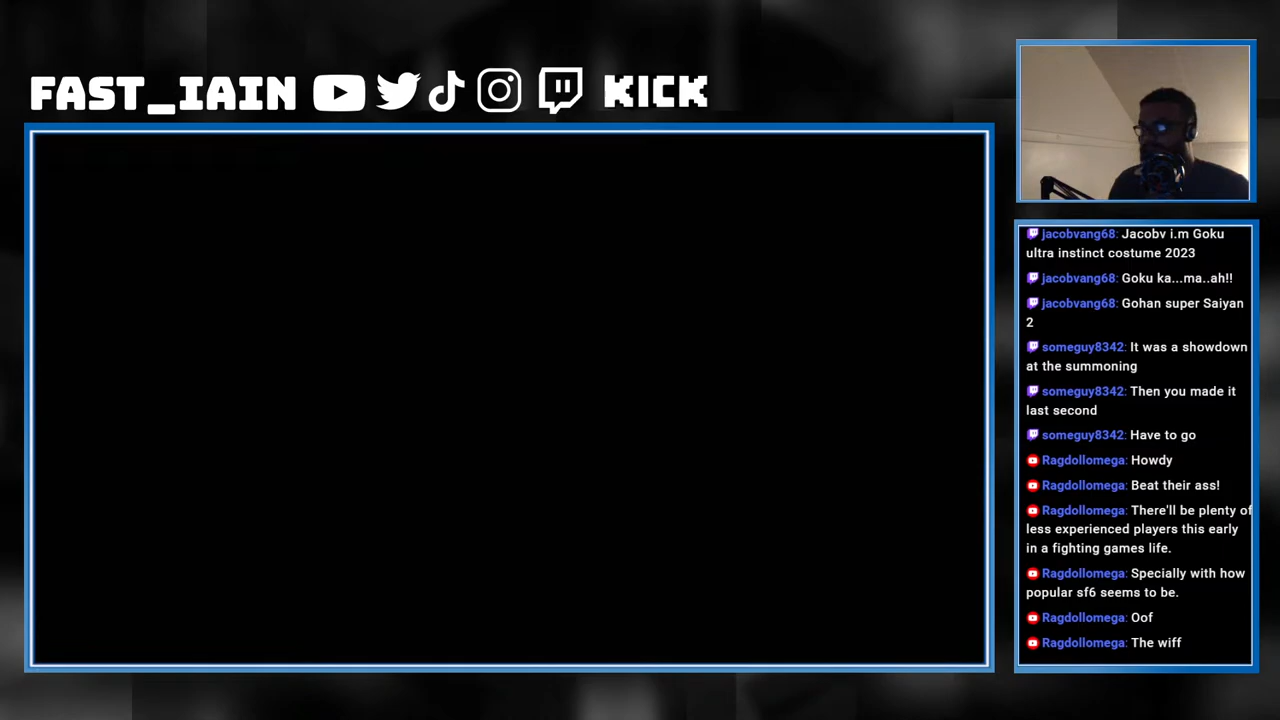 FAST_IAIN KICK
jacobvang68: Jacobv i.m Goku
ultra instinct costume 2023
jacobvang68: Goku ka...ma..ah!!
jacobvang68: Gohan super Saiyan
2
someguy8342: It was a showdown
at the summoning
someguy8342: Then you made it
last second
someguy8342: Have to go
Ragdollomega: Howdy
Ragdollomega: Beat their ass!
Ragdollomega: There'll be plenty of
less experienced players this early
in a fighting games life.
Ragdollomega: Specially with how
popular sf6 seems to be.
Ragdollomega: Oof
Ragdollomega: The wiff